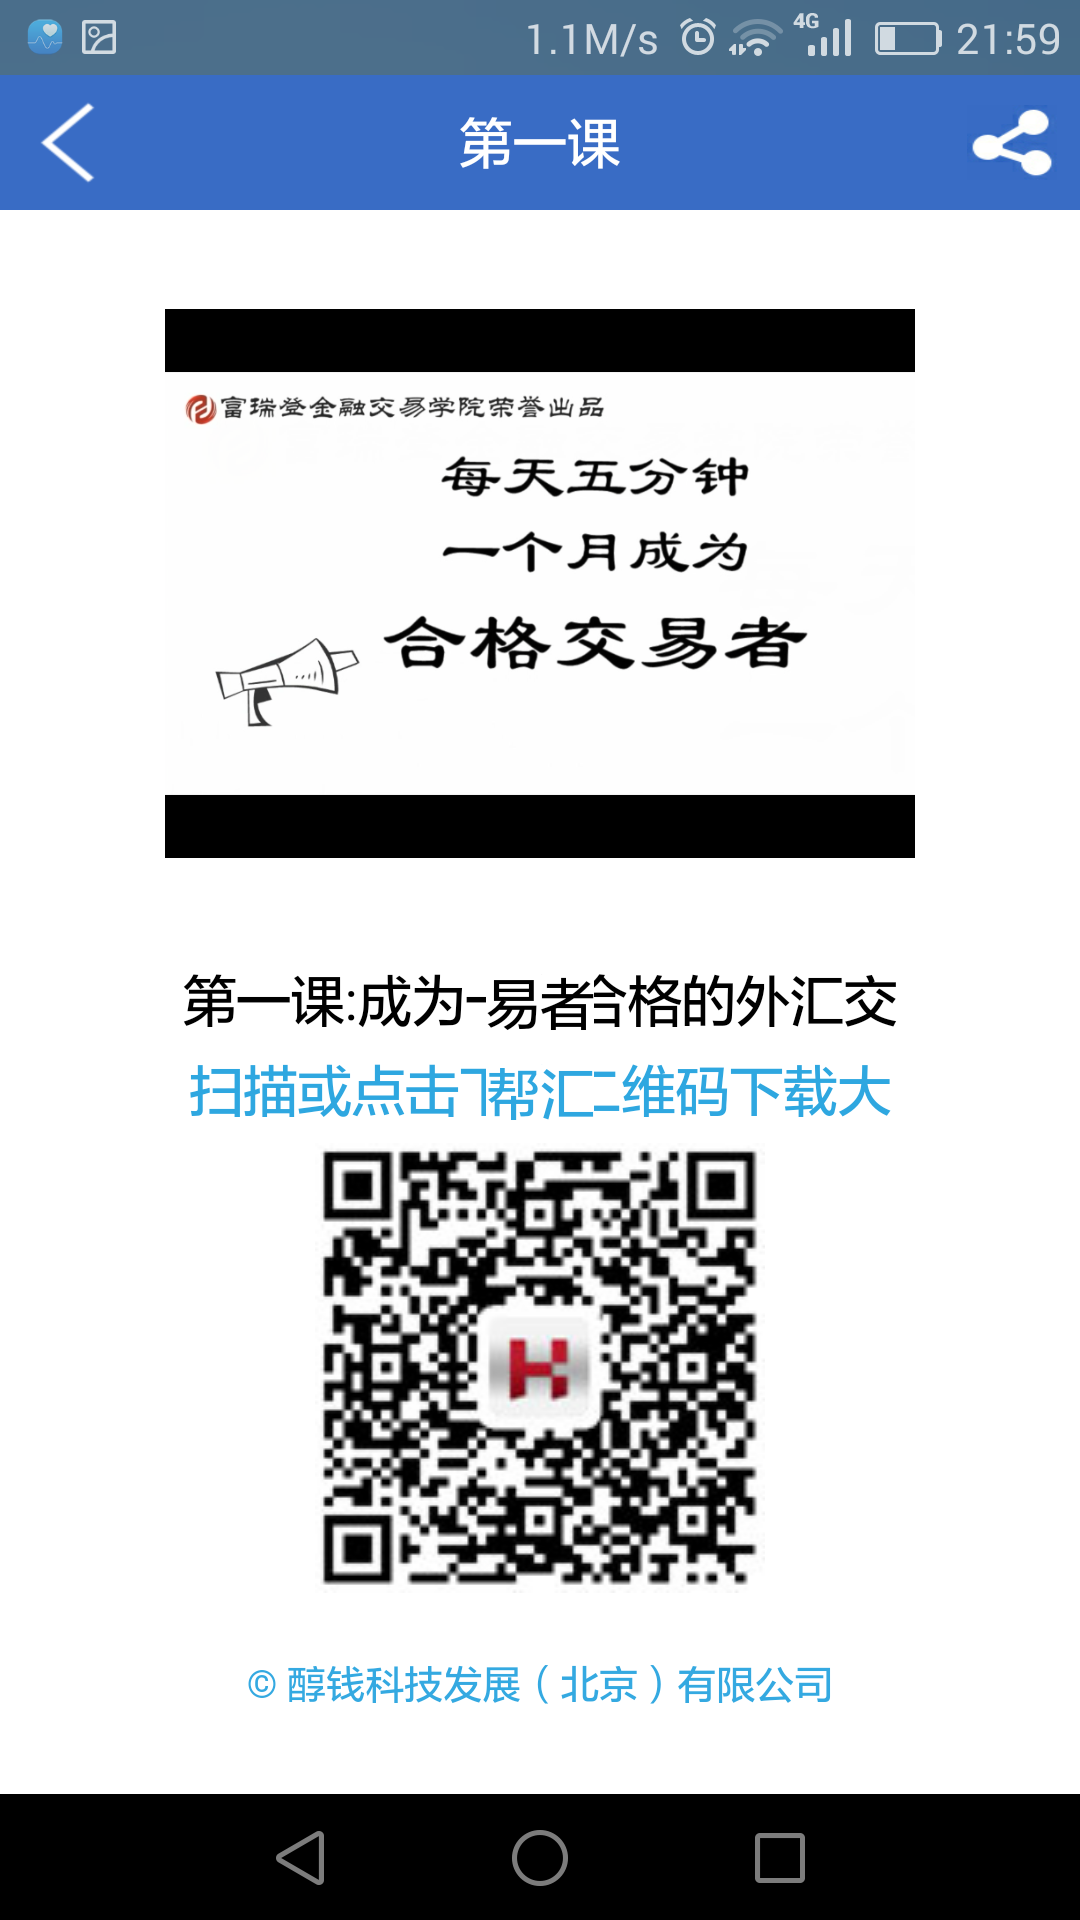 1.1M/s 4G 21:59
第一课
富瑞登金融交易学院荣誉出品
每天五分钟
一个月成为
合格交易者
第一课:成为一易者合格的外汇交
扫描或点击下帮汇二维码下载大
© 醇钱科技发展（北京）有限公司